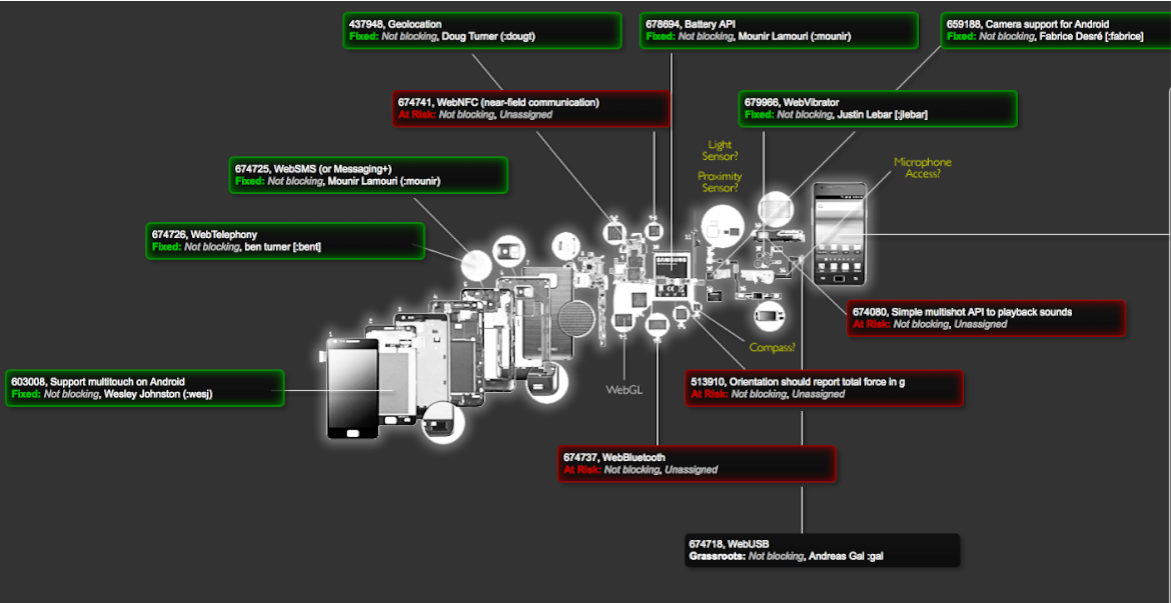 437948, Geolocation
Fixed: Not blocking, Doug Turner (:dougt)
678694, Battery API
Fixed: Not blocking, Mounir Lamouri (:mounir)
659188, Camera support for Android
Fixed: Not blocking, Fabrice Desré [:fabrice]
674741, WebNFC (near-field communication)
At Risk: Not blocking, Unassigned
679966, WebVibrator
Fixed: Not blocking, Justin Lebar [:jlebar]
Light
Sensor?
Proximity
Sensor?
Microphone
Access?
674725, WebSMS (or Messaging+)
Fixed: Not blocking, Mounir Lamouri (:mounir)
674726, WebTelephony
Fixed: Not blocking, ben turner [:bent]
SAMSUNG
674080, Simple multishot API to playback sounds
At Risk: Not blocking, Unassigned
Compass?
WebGL
603008, Support multitouch on Android
Fixed: Not blocking, Wesley Johnston (:wesj)
513910, Orientation should report total force in g
At Risk: Not blocking, Unassigned
674737, WebBluetooth
At Risk: Not blocking, Unassigned
674718, WebUSB
Grassroots: Not blocking, Andreas Gal :gal